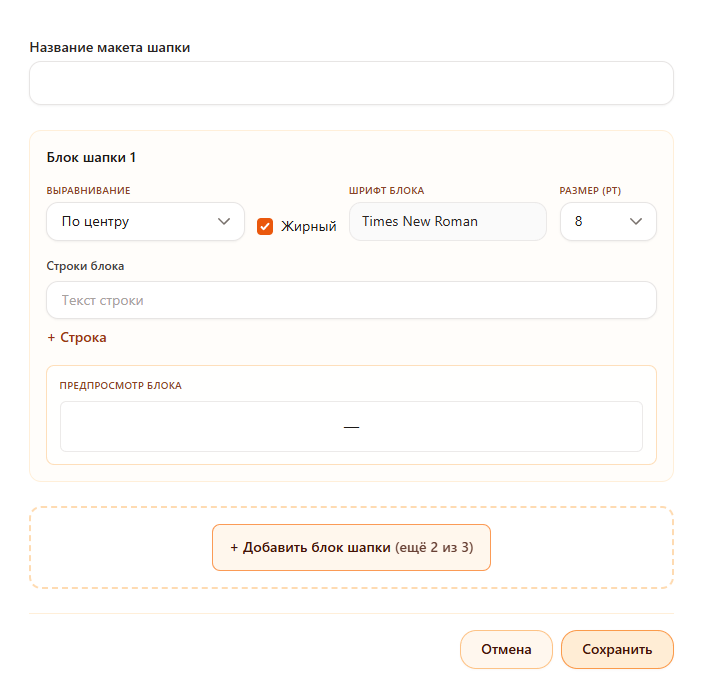 Название макета шапки
Блок шапки 1
ВЫРАВНИВАНИЕ
По центру
Жирный
ШРИФТ БЛОКА
Times New Roman
РАЗМЕР (PT)
8
Строки блока
Текст строки
+ Строка
ПРЕДПРОСМОТР БЛОКА
—
+ Добавить блок шапки (ещё 2 из 3)
Отмена
Сохранить